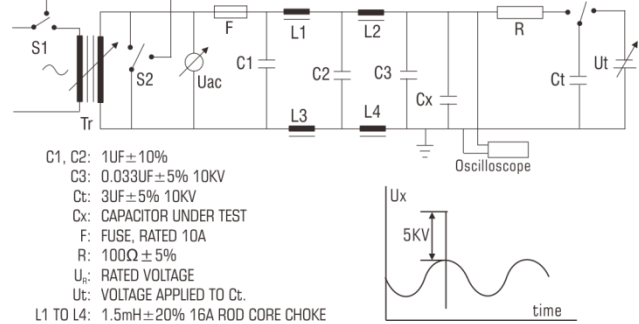 S1
S2
Tr
Uac
F
C1
L1
L2
C2
C3
Cx
L3
L4
R
Ct
Ut
Oscilloscope
C1, C2: 1UF±10%
C3: 0.033UF±5% 10KV
Ct: 3UF±5% 10KV
Cx: CAPACITOR UNDER TEST
F: FUSE, RATED 10A
R: 100Ω±5%
UR: RATED VOLTAGE
Ut: VOLTAGE APPLIED TO Ct.
L1 TO L4: 1.5mH±20% 16A ROD CORE CHOKE
Ux
5KV
time